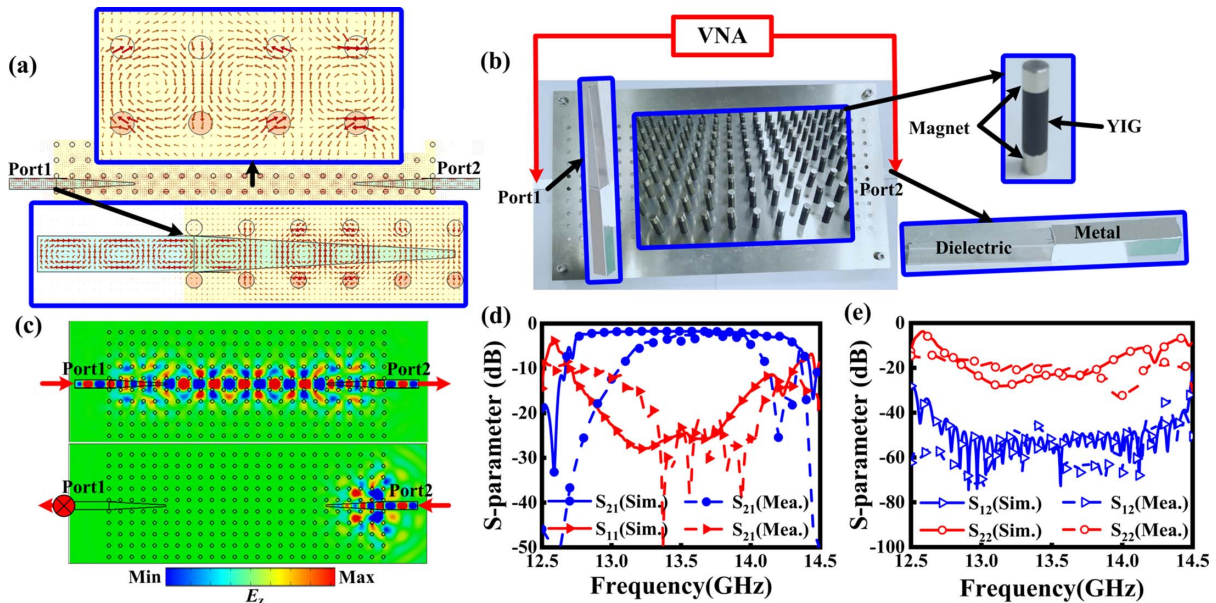 (a)
Port1
Port2
(b)
VNA
Port1
Port2
Magnet
YIG
Dielectric
Metal
(c)
Port1
Port2
Port1
Port2
Min
Max
E_z
(d)
S-parameter (dB)
0
-10
-20
-30
-40
-50
S₂₁(Sim.) S₂₁(Mea.)
S₁₁(Sim.) S₂₁(Mea.)
12.5 13.0 13.5 14.0 14.5
Frequency(GHz)
(e)
S-parameter (dB)
0
-20
-40
-60
-80
-100
S₁₂(Sim.) S₁₂(Mea.)
S₂₂(Sim.) S₂₂(Mea.)
12.5 13.0 13.5 14.0 14.5
Frequency(GHz)